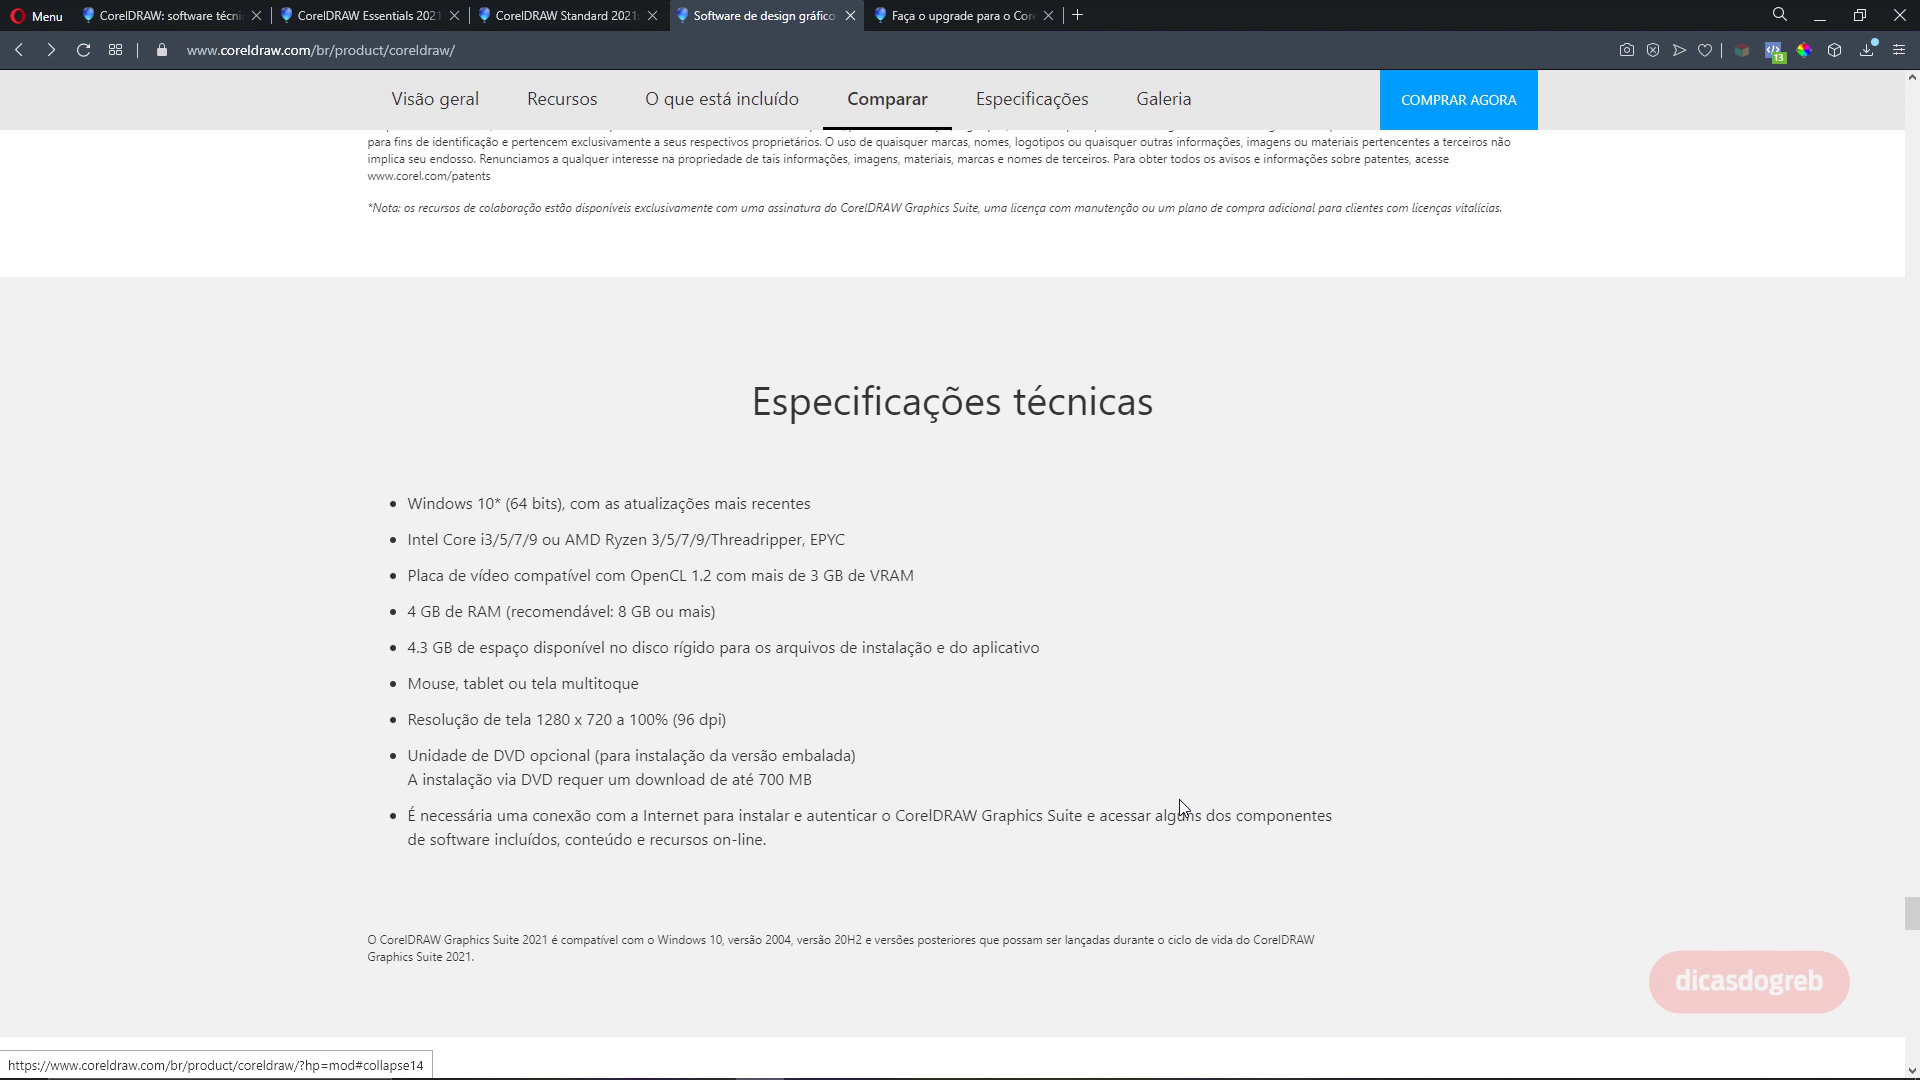 Menu
CorelDRAW: software técni
CorelDRAW Essentials 2021
CorelDRAW Standard 2021:
Software de design gráfico
Faça o upgrade para o Cor
www.coreldraw.com/br/product/coreldraw/
13
Visão geral
Recursos
O que está incluído
Comparar
Especificações
Galeria
COMPRAR AGORA
para fins de identificação e pertencem exclusivamente a seus respectivos proprietários. O uso de quaisquer marcas, nomes, logotipos ou quaisquer outras informações, imagens ou materiais pertencentes a terceiros não
implica seu endosso. Renunciamos a qualquer interesse na propriedade de tais informações, imagens, materiais, marcas e nomes de terceiros. Para obter todos os avisos e informações sobre patentes, acesse
www.corel.com/patents
*Nota: os recursos de colaboração estão disponíveis exclusivamente com uma assinatura do CorelDRAW Graphics Suite, uma licença com manutenção ou um plano de compra adicional para clientes com licenças vitalícias.
Especificações técnicas
• Windows 10* (64 bits), com as atualizações mais recentes
• Intel Core i3/5/7/9 ou AMD Ryzen 3/5/7/9/Threadripper, EPYC
• Placa de vídeo compatível com OpenCL 1.2 com mais de 3 GB de VRAM
• 4 GB de RAM (recomendável: 8 GB ou mais)
• 4.3 GB de espaço disponível no disco rígido para os arquivos de instalação e do aplicativo
• Mouse, tablet ou tela multitoque
• Resolução de tela 1280 x 720 a 100% (96 dpi)
• Unidade de DVD opcional (para instalação da versão embalada)
A instalação via DVD requer um download de até 700 MB
• É necessária uma conexão com a Internet para instalar e autenticar o CorelDRAW Graphics Suite e acessar alguns dos componentes
de software incluídos, conteúdo e recursos on-line.
O CorelDRAW Graphics Suite 2021 é compatível com o Windows 10, versão 2004, versão 20H2 e versões posteriores que possam ser lançadas durante o ciclo de vida do CorelDRAW
Graphics Suite 2021.
dicasdogreb
https://www.coreldraw.com/br/product/coreldraw/?hp=mod#collapse14